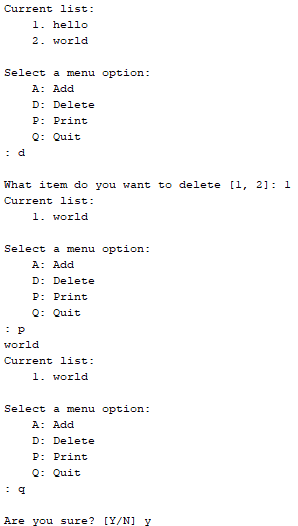 Current list:
1. hello
2. world
Select a menu option:
A: Add
D: Delete
P: Print
Q: Quit
: d
What item do you want to delete [1, 2]: 1
Current list:
1. world
Select a menu option:
A: Add
D: Delete
P: Print
Q: Quit
: p
world
Current list:
1. world
Select a menu option:
A: Add
D: Delete
P: Print
Q: Quit
: q
Are you sure? [Y/N] y